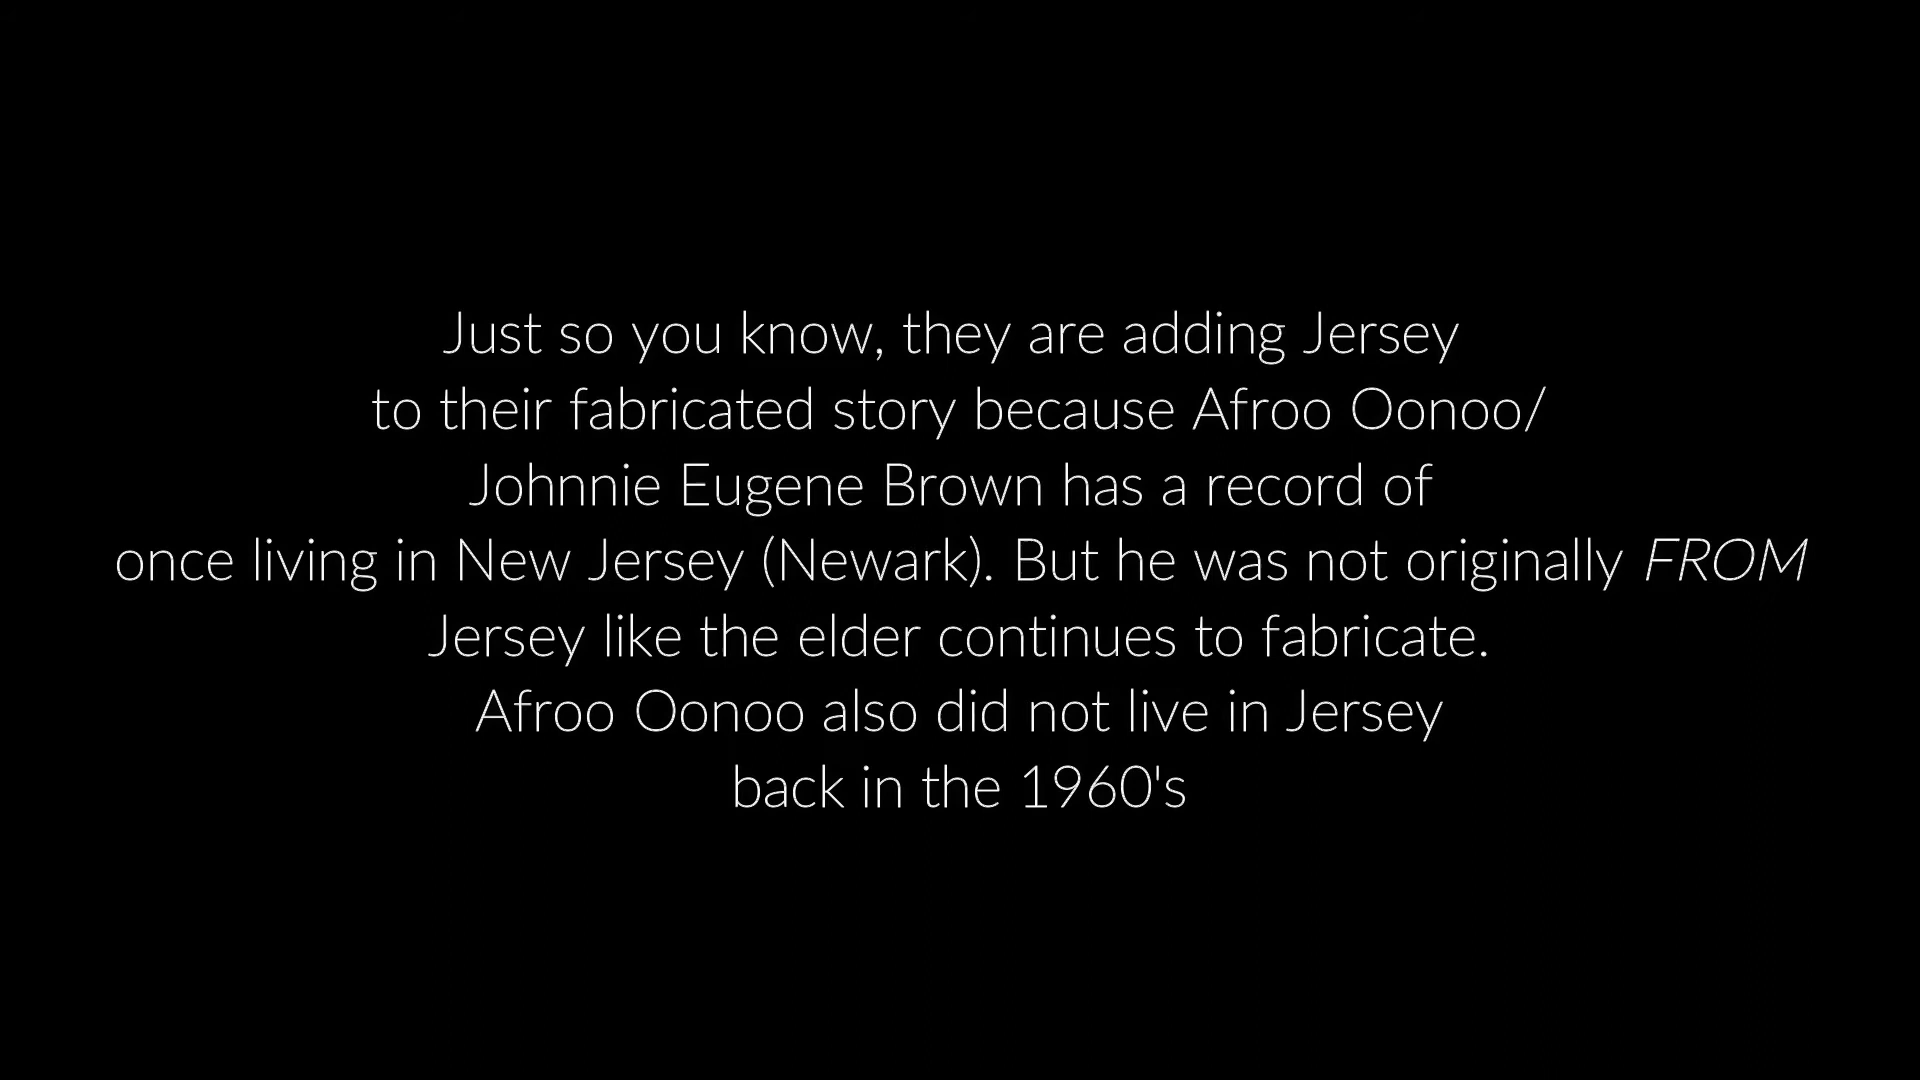 Just so you know, they are adding Jersey
to their fabricated story because Afroo Oonoo/
Johnnie Eugene Brown has a record of
once living in New Jersey (Newark). But he was not originally FROM
Jersey like the elder continues to fabricate.
Afroo Oonoo also did not live in Jersey
back in the 1960's